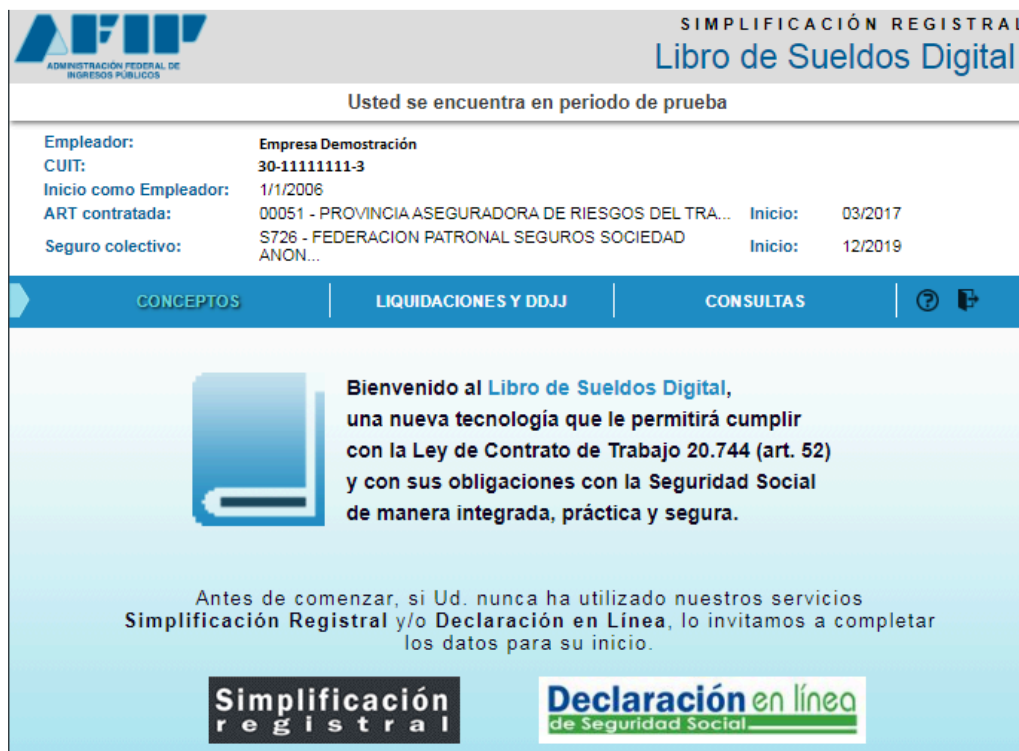 AFIP
ADMINISTRACIÓN FEDERAL DE
INGRESOS PÚBLICOS
SIMPLIFICACIÓN REGISTRAL
Libro de Sueldos Digital
Usted se encuentra en periodo de prueba
Empleador: Empresa Demostración
CUIT: 30-11111111-3
Inicio como Empleador: 1/1/2006
ART contratada: 00051 - PROVINCIA ASEGURADORA DE RIESGOS DEL TRA... Inicio: 03/2017
Seguro colectivo: S726 - FEDERACION PATRONAL SEGUROS SOCIEDAD
ANON... Inicio: 12/2019
CONCEPTOS LIQUIDACIONES Y DDJJ CONSULTAS ?
Bienvenido al Libro de Sueldos Digital,
una nueva tecnología que le permitirá cumplir
con la Ley de Contrato de Trabajo 20.744 (art. 52)
y con sus obligaciones con la Seguridad Social
de manera integrada, práctica y segura.
Antes de comenzar, si Ud. nunca ha utilizado nuestros servicios
Simplificación Registral y/o Declaración en Línea, lo invitamos a completar
los datos para su inicio.
Simplificación
registral
Declaración en línea
de Seguridad Social